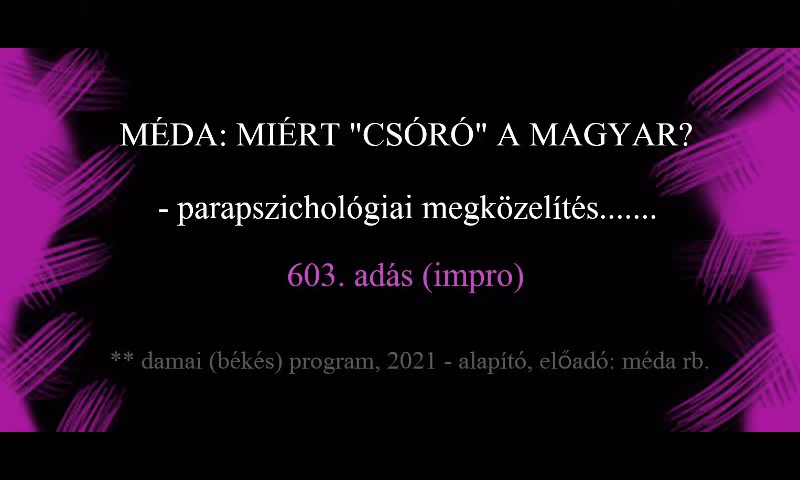 MÉDA: MIÉRT "CSÓRÓ" A MAGYAR?
- parapszichológiai megközelítés.......
603. adás (impro)
** damai (békés) program, 2021 - alapító, előadó: méda rb.